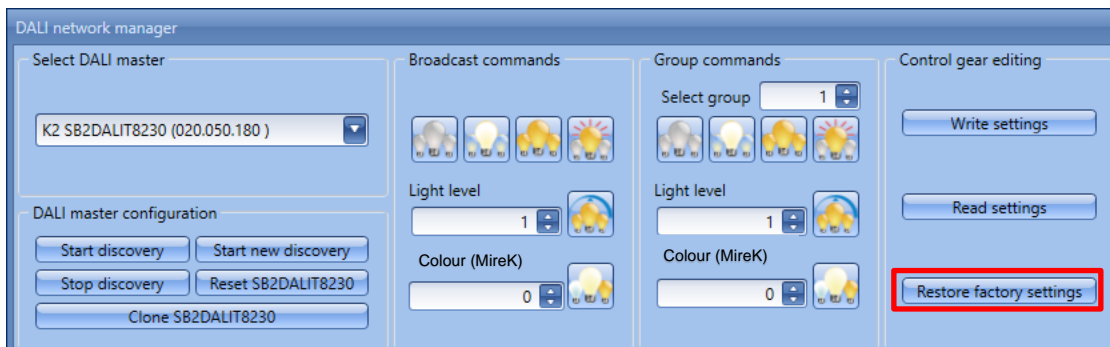 DALI network manager
Select DALI master
K2 SB2DALIT8230 (020.050.180 )
DALI master configuration
Start discovery
Start new discovery
Stop discovery
Reset SB2DALIT8230
Clone SB2DALIT8230
Broadcast commands
Light level
1
Colour (MireK)
0
Group commands
Select group
1
Light level
1
Colour (MireK)
0
Control gear editing
Write settings
Read settings
Restore factory settings